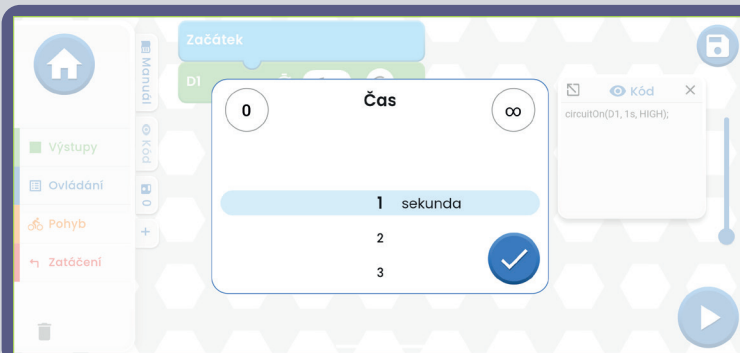 Začátek
D1
Manuál
Kód
0
Výstupy
Ovládání
Pohyb
Zatáčení
+
Čas
0
∞
1 sekunda
2
3
Kód
circuitOn(D1, 1s, HIGH);